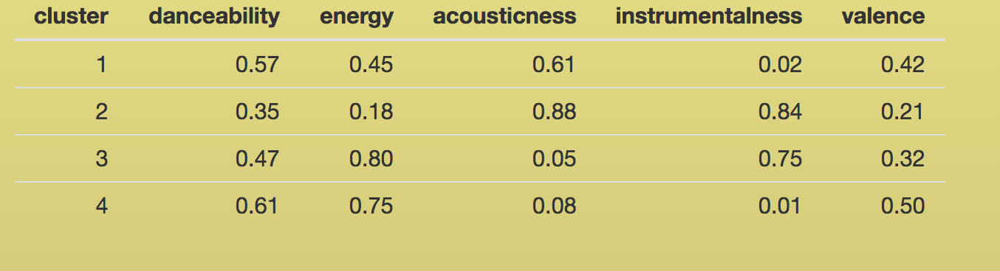 cluster danceability energy acousticness instrumentalness valence
1 0.57 0.45 0.61 0.02 0.42
2 0.35 0.18 0.88 0.84 0.21
3 0.47 0.80 0.05 0.75 0.32
4 0.61 0.75 0.08 0.01 0.50